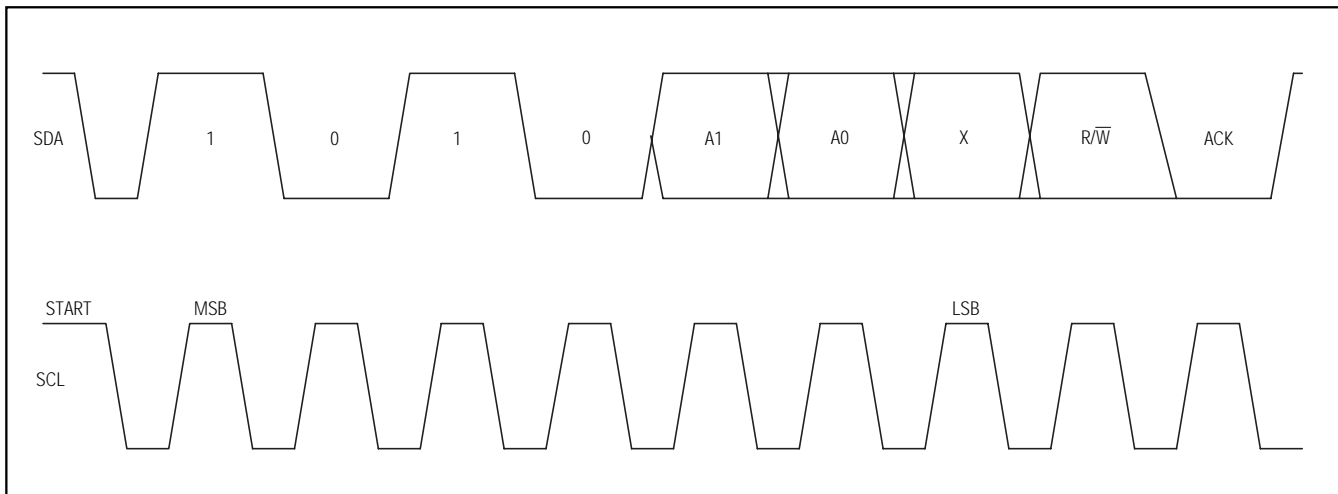 SDA 1 0 1 0 A1 A0 X R/W̅ ACK
START MSB LSB
SCL